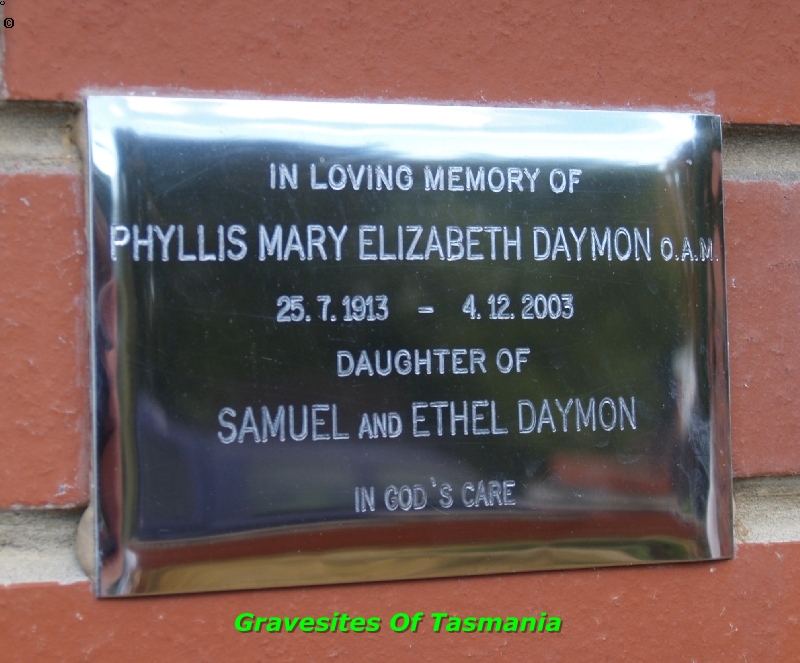 ©
IN LOVING MEMORY OF
PHYLLIS MARY ELIZABETH DAYMON O.A.M.
25.7.1913 - 4.12.2003
DAUGHTER OF
SAMUEL AND ETHEL DAYMON
IN GOD'S CARE
Gravesites Of Tasmania